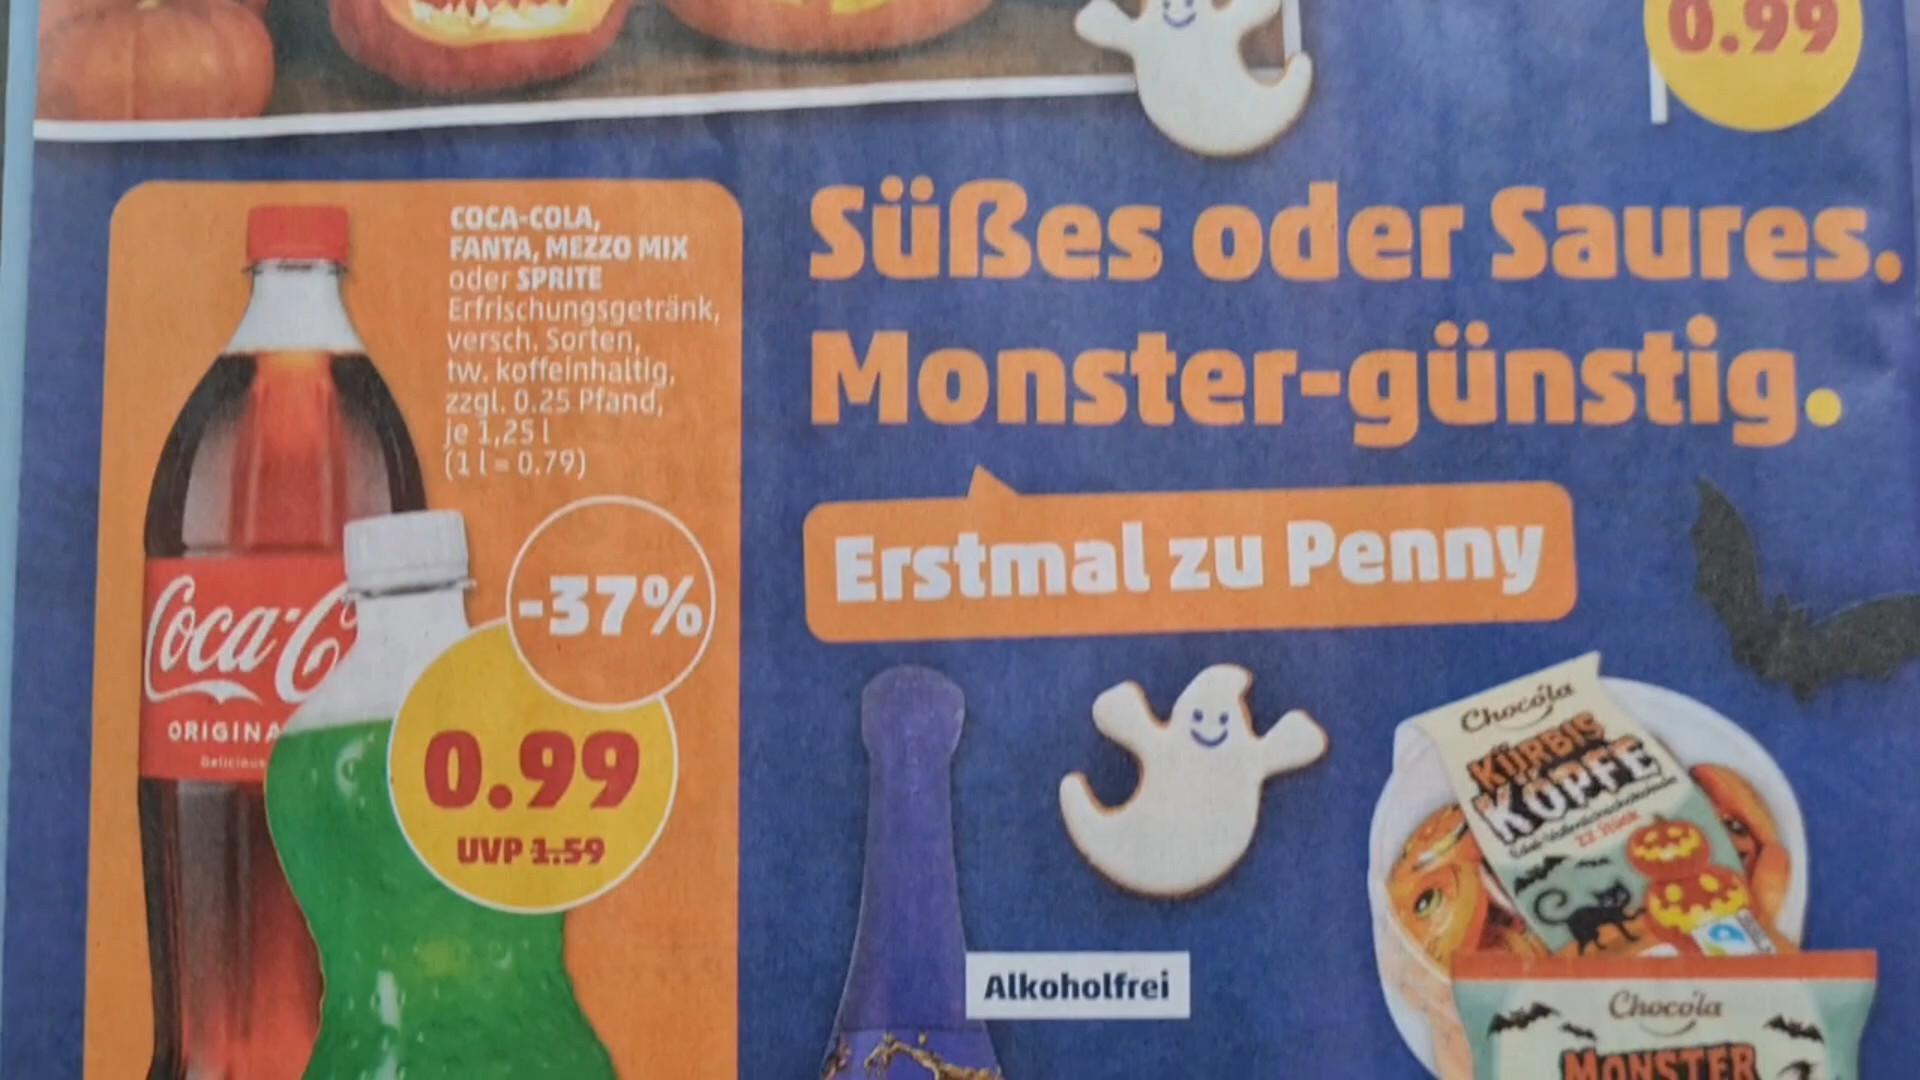 0.99
COCA-COLA,
FANTA, MEZZO MIX
oder SPRITE
Erfrischungsgetränk,
versch. Sorten,
tw. koffeinhaltig,
zzgl. 0.25 Pfand,
je 1,25 l
(1 l = 0.79)
-37%
0.99
UVP 1.59
Coca-C
ORIGINA
Delicious
Süßes oder Saures.
Monster-günstig.
Erstmal zu Penny
Alkoholfrei
Chocola
KÜRBIS
KÖPFE
Chocola
MONSTER